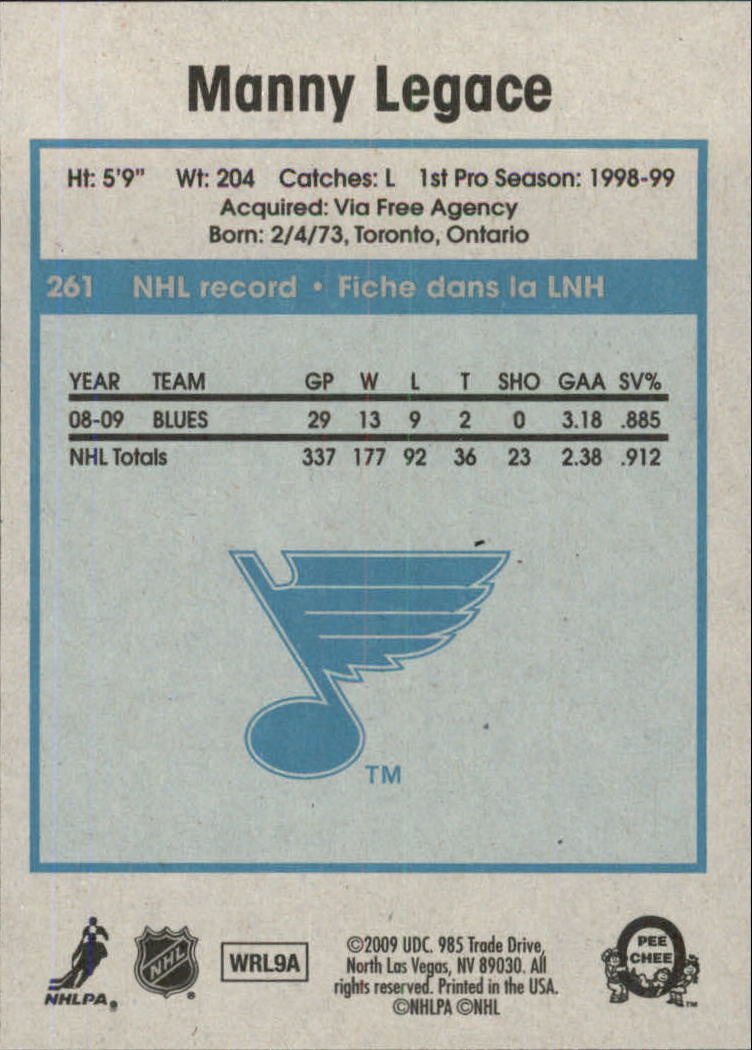 Manny Legace
Ht: 5'9" Wt: 204 Catches: L 1st Pro Season: 1998-99
Acquired: Via Free Agency
Born: 2/4/73, Toronto, Ontario
261 NHL record • Fiche dans la LNH
YEAR TEAM GP W L T SHO GAA SV%
08-09 BLUES 29 13 9 2 0 3.18 .885
NHL Totals 337 177 92 36 23 2.38 .912
TM
NHLPA®
NHL®
WRL9A
©2009 UDC. 985 Trade Drive,
North Las Vegas, NV 89030. All
rights reserved. Printed in the USA.
©NHLPA ©NHL
O
PEE
CHEE
TM